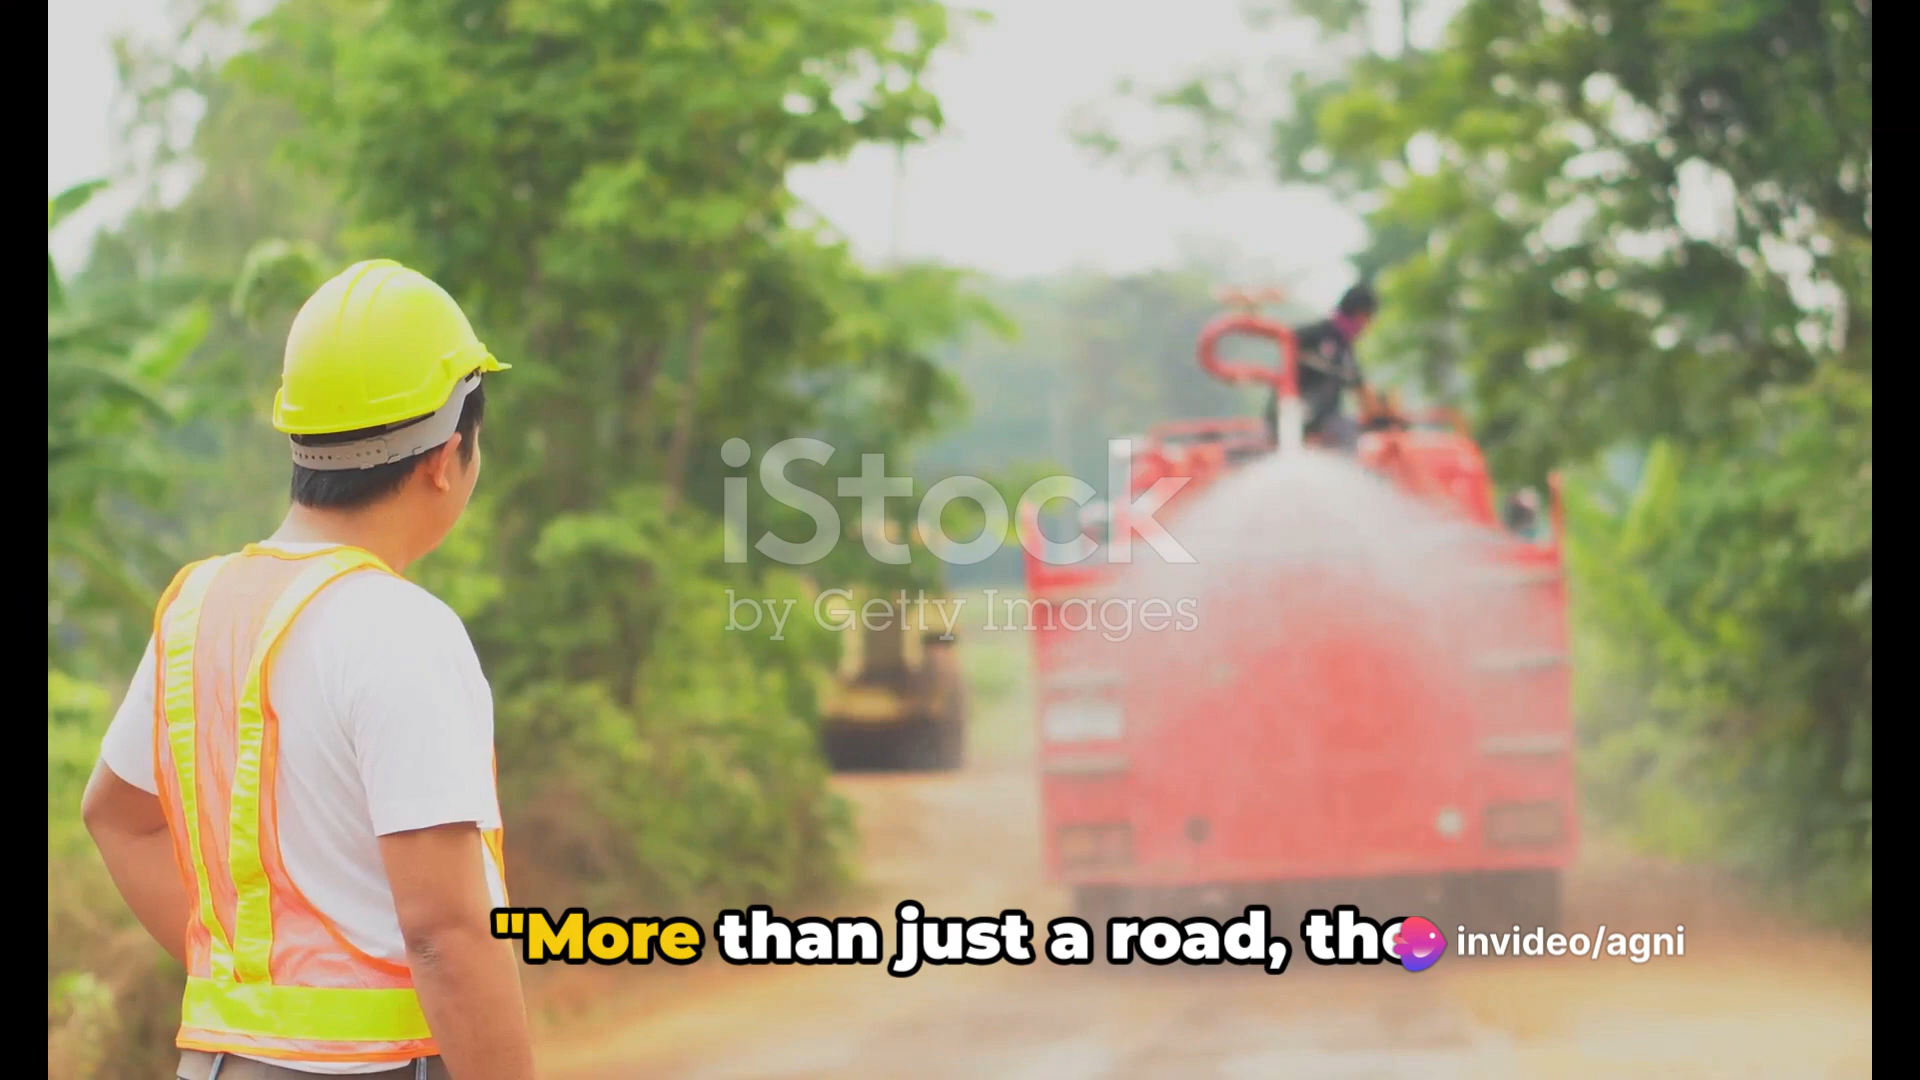 iStock
by Getty Images
"More than just a road, the
invideo/agni